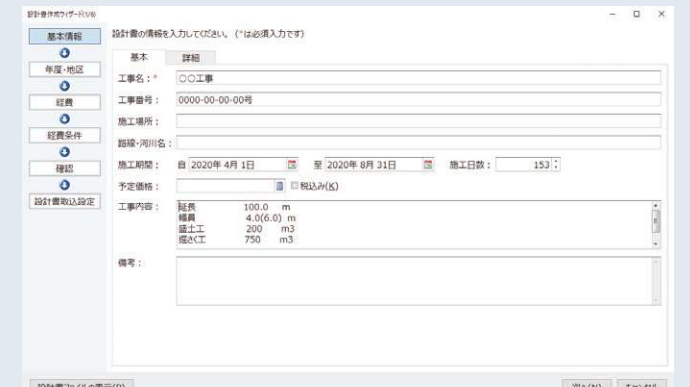 設計書作成ウィザード(1/6)
基本情報
年度・地区
経費
経費条件
確認
設計書取込設定
設計書の情報を入力してください。(*は必須入力です)
基本 詳細
工事名：* 〇〇工事
工事番号： 0000-00-00-00号
施工場所：
路線・河川名：
施工期間： 自 2020年 4月 1日 至 2020年 8月 31日 施工日数： 153
予定価格： 税込み(K)
工事内容： 延長 100.0 m
幅員 4.0(6.0) m
盛土工 200 m3
掘さく工 750 m3
備考：